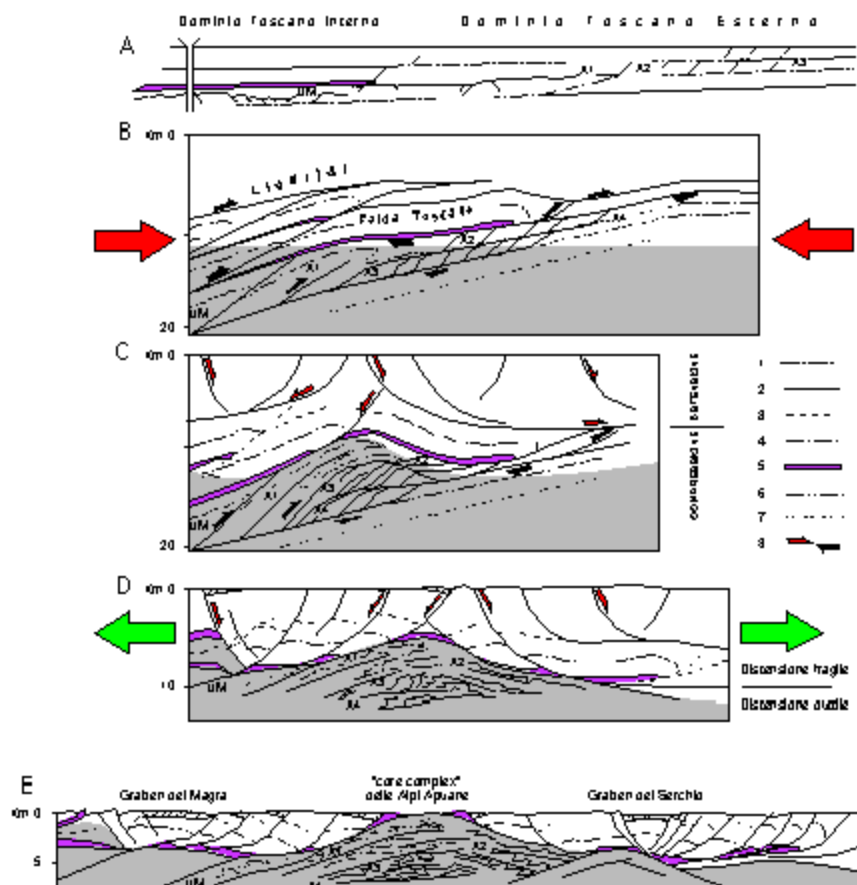 Dominio Toscano Interno
Dominio Toscano Esterno
A
X1
X2
X3
UM
B
Km 0
Liguridi
Falda Toscana
X4
X2
X1
X3
UM
20
C
Km 0
X2
X1
X3
X4
UM
20
1
2
3
4
5
6
7
8
D
Km 0
X1
X2
X3
X4
UM
10
Distensione fragile
Distensione duttile
E
"core complex"
Graben del Magra
delle Alpi Apuane
Graben del Serchio
Km 0
X1
X2
X3
5
UM